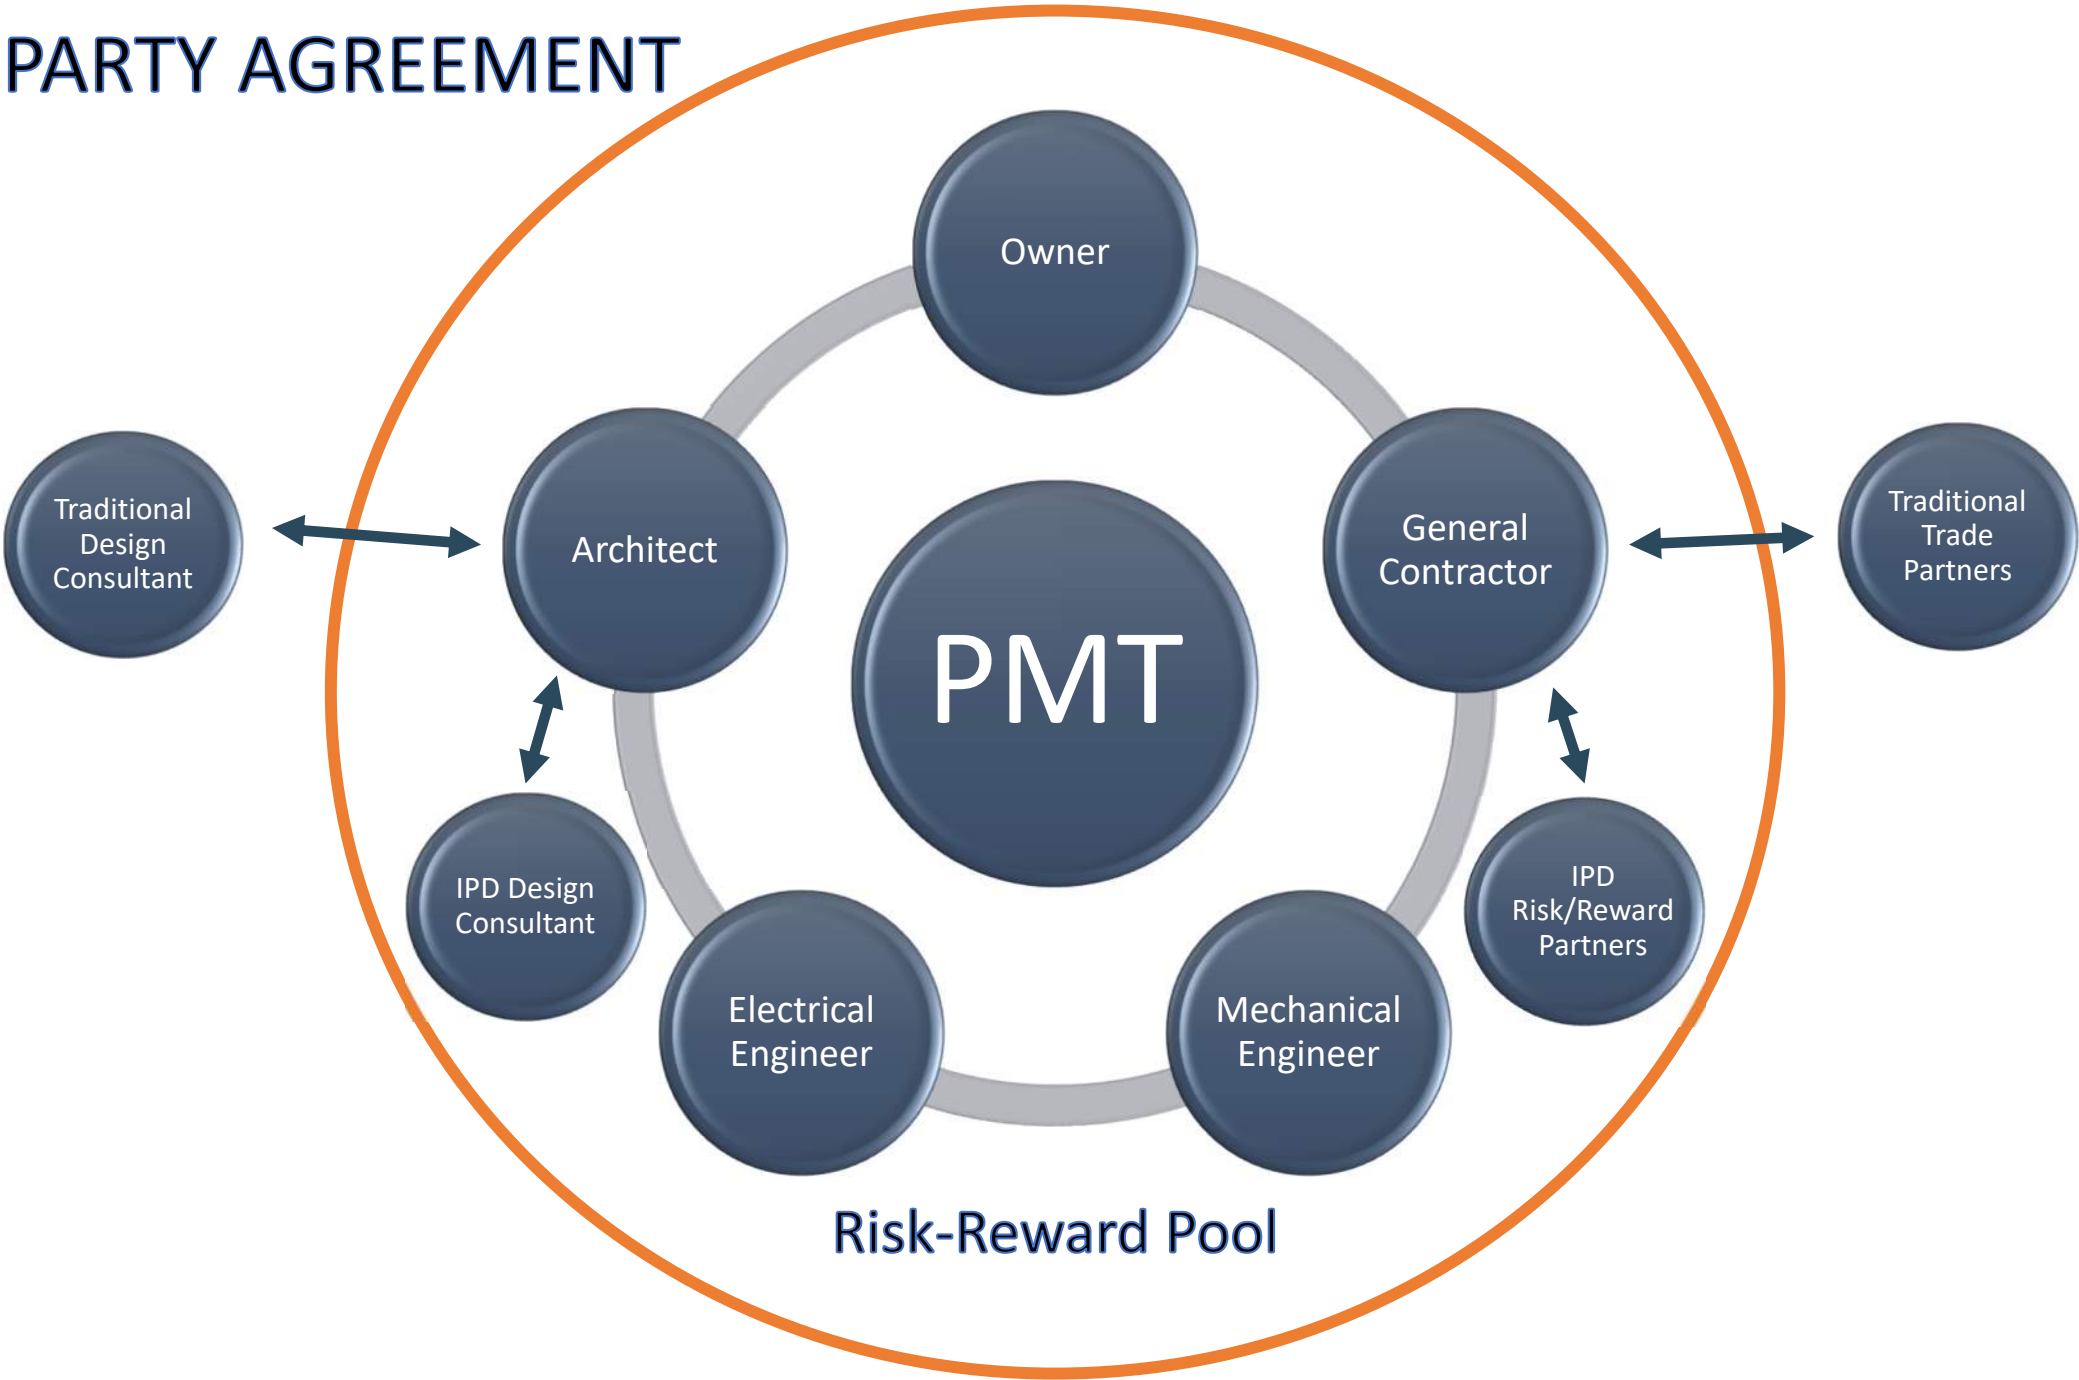 PARTY AGREEMENT
Owner
Traditional
Design
Consultant
Architect
General
Contractor
Traditional
Trade
Partners
PMT
IPD Design
Consultant
IPD
Risk/Reward
Partners
Electrical
Engineer
Mechanical
Engineer
Risk-Reward Pool